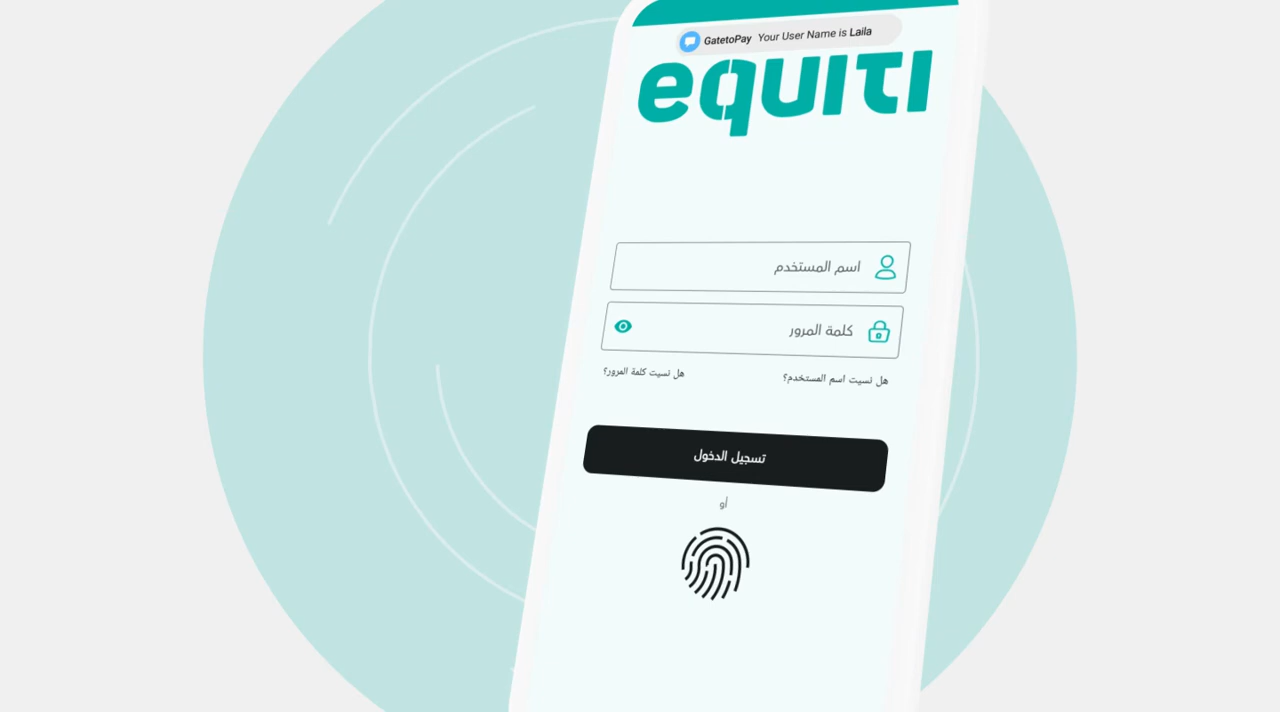 GatetoPay Your User Name is Laila
equiti
اسم المستخدم
كلمة المرور
هل نسيت اسم المستخدم؟ هل نسيت كلمة المرور؟
تسجيل الدخول
أو